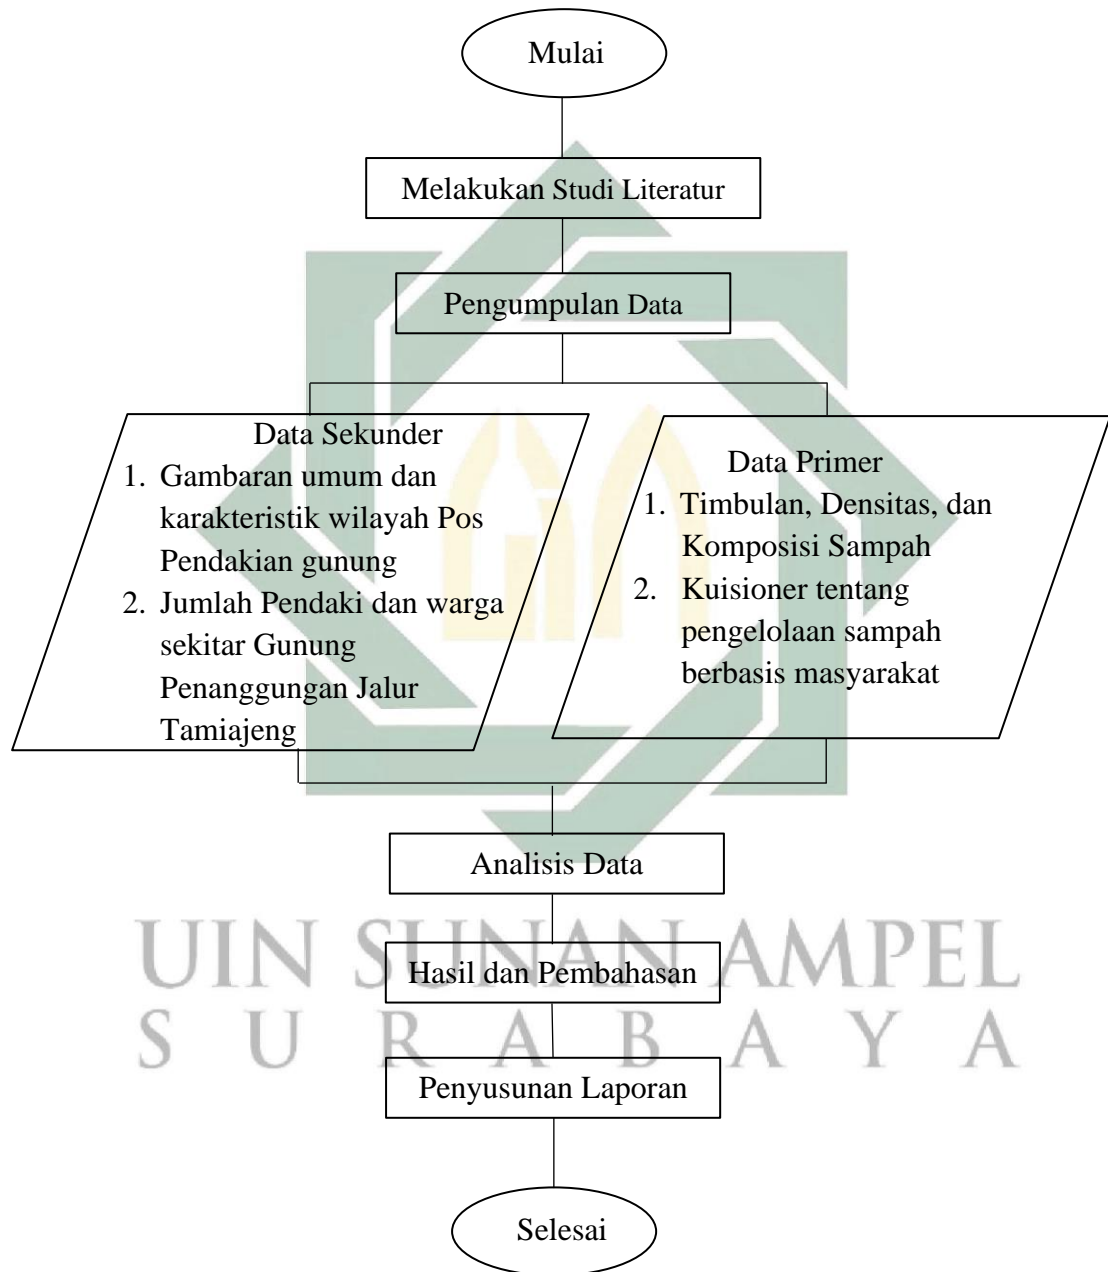 Mulai
Melakukan Studi Literatur
Pengumpulan Data
Data Sekunder
1. Gambaran umum dan
karakteristik wilayah Pos
Pendakian gunung
2. Jumlah Pendaki dan warga
sekitar Gunung
Penanggungan Jalur
Tamiajeng
Data Primer
1. Timbulan, Densitas, dan
Komposisi Sampah
2. Kuisioner tentang
pengelolaan sampah
berbasis masyarakat
Analisis Data
UIN SUNAN AMPEL
Hasil dan Pembahasan
SURABAYA
Penyusunan Laporan
Selesai